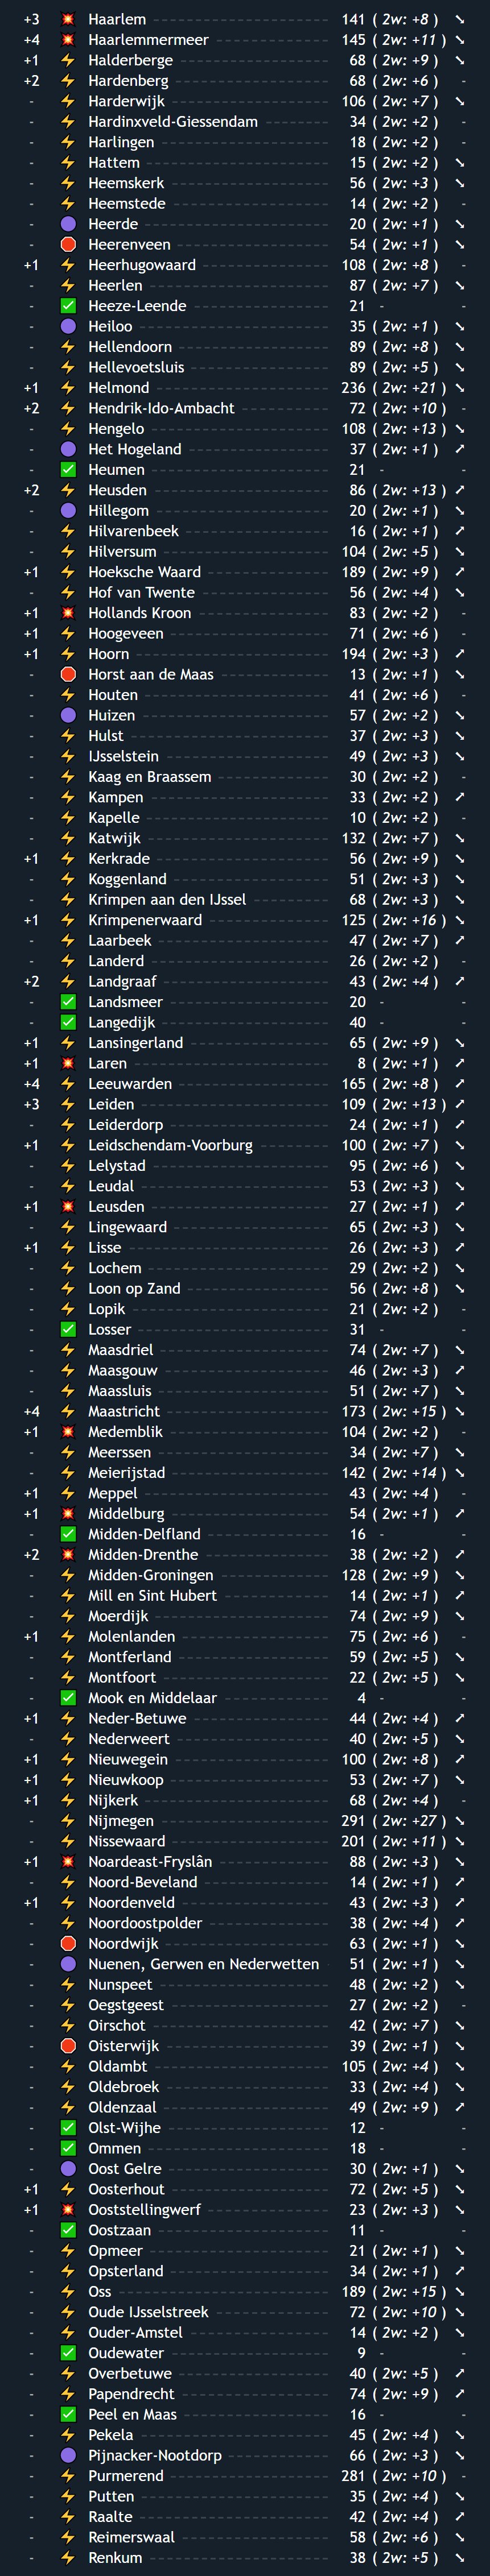 +3 💥 Haarlem 141 ( 2w: +8 ) ➘
+4 💥 Haarlemmermeer 145 ( 2w: +11 ) ➘
+1 ⚡ Halderberge 68 ( 2w: +9 ) ➘
+2 ⚡ Hardenberg 68 ( 2w: +6 ) -
- ⚡ Harderwijk 106 ( 2w: +7 ) ➘
- ⚡ Hardinxveld-Giessendam 34 ( 2w: +2 ) -
- ⚡ Harlingen 18 ( 2w: +2 ) -
- ⚡ Hattem 15 ( 2w: +2 ) ➘
- ⚡ Heemskerk 56 ( 2w: +3 ) ➘
- ⚡ Heemstede 14 ( 2w: +2 ) -
- 🟣 Heerde 20 ( 2w: +1 ) ➘
- 🛑 Heerenveen 54 ( 2w: +1 ) ➘
+1 ⚡ Heerhugowaard 108 ( 2w: +8 ) -
- ⚡ Heerlen 87 ( 2w: +7 ) ➘
- ✅ Heeze-Leende 21 - -
- 🟣 Heiloo 35 ( 2w: +1 ) ➘
- ⚡ Hellendoorn 89 ( 2w: +8 ) ➘
- ⚡ Hellevoetsluis 89 ( 2w: +5 ) ➘
+1 ⚡ Helmond 236 ( 2w: +21 ) ➘
+2 ⚡ Hendrik-Ido-Ambacht 72 ( 2w: +10 ) -
- ⚡ Hengelo 108 ( 2w: +13 ) ➘
- 🟣 Het Hogeland 37 ( 2w: +1 ) ➚
- ✅ Heumen 21 - -
+2 ⚡ Heusden 86 ( 2w: +13 ) ➚
- 🟣 Hillegom 20 ( 2w: +1 ) ➘
- ⚡ Hilvarenbeek 16 ( 2w: +1 ) ➚
- ⚡ Hilversum 104 ( 2w: +5 ) ➘
+1 ⚡ Hoeksche Waard 189 ( 2w: +9 ) ➚
- ⚡ Hof van Twente 56 ( 2w: +4 ) ➘
+1 💥 Hollands Kroon 83 ( 2w: +2 ) -
+1 ⚡ Hoogeveen 71 ( 2w: +6 ) -
+1 ⚡ Hoorn 194 ( 2w: +3 ) ➚
- 🛑 Horst aan de Maas 13 ( 2w: +1 ) ➘
- ⚡ Houten 41 ( 2w: +6 ) -
- 🟣 Huizen 57 ( 2w: +2 ) ➘
- ⚡ Hulst 37 ( 2w: +3 ) ➘
- ⚡ IJsselstein 49 ( 2w: +3 ) ➘
- ⚡ Kaag en Braassem 30 ( 2w: +2 ) -
- ⚡ Kampen 33 ( 2w: +2 ) ➚
- ⚡ Kapelle 10 ( 2w: +2 ) -
- ⚡ Katwijk 132 ( 2w: +7 ) ➘
+1 ⚡ Kerkrade 56 ( 2w: +9 ) ➘
- ⚡ Koggenland 51 ( 2w: +3 ) ➘
- ⚡ Krimpen aan den IJssel 68 ( 2w: +3 ) ➘
+1 ⚡ Krimpenerwaard 125 ( 2w: +16 ) ➘
- ⚡ Laarbeek 47 ( 2w: +7 ) ➚
- ⚡ Landerd 26 ( 2w: +2 ) -
+2 ⚡ Landgraaf 43 ( 2w: +4 ) ➚
- ✅ Landsmeer 20 - -
- ✅ Langedijk 40 - -
+1 ⚡ Lansingerland 65 ( 2w: +9 ) ➘
+1 💥 Laren 8 ( 2w: +1 ) ➚
+4 ⚡ Leeuwarden 165 ( 2w: +8 ) ➚
+3 ⚡ Leiden 109 ( 2w: +13 ) ➚
- ⚡ Leiderdorp 24 ( 2w: +1 ) ➚
+1 ⚡ Leidschendam-Voorburg 100 ( 2w: +7 ) ➘
- ⚡ Lelystad 95 ( 2w: +6 ) ➘
- ⚡ Leudal 53 ( 2w: +3 ) ➘
+1 💥 Leusden 27 ( 2w: +1 ) ➚
- ⚡ Lingewaard 65 ( 2w: +3 ) ➘
+1 ⚡ Lisse 26 ( 2w: +3 ) ➚
- ⚡ Lochem 29 ( 2w: +2 ) ➘
- ⚡ Loon op Zand 56 ( 2w: +8 ) ➘
- ⚡ Lopik 21 ( 2w: +2 ) -
- ✅ Losser 31 - -
- ⚡ Maasdriel 74 ( 2w: +7 ) ➘
- ⚡ Maasgouw 46 ( 2w: +3 ) ➚
- ⚡ Maassluis 51 ( 2w: +7 ) ➘
+4 ⚡ Maastricht 173 ( 2w: +15 ) ➘
+1 💥 Medemblik 104 ( 2w: +2 ) -
- ⚡ Meerssen 34 ( 2w: +7 ) ➘
- ⚡ Meierijstad 142 ( 2w: +14 ) ➘
+1 ⚡ Meppel 43 ( 2w: +4 ) -
+1 💥 Middelburg 54 ( 2w: +1 ) ➚
- ✅ Midden-Delfland 16 - -
+2 💥 Midden-Drenthe 38 ( 2w: +2 ) ➚
- ⚡ Midden-Groningen 128 ( 2w: +9 ) ➘
- ⚡ Mill en Sint Hubert 14 ( 2w: +1 ) ➚
- ⚡ Moerdijk 74 ( 2w: +9 ) ➘
+1 ⚡ Molenlanden 75 ( 2w: +6 ) -
- ⚡ Montferland 59 ( 2w: +5 ) ➘
- ⚡ Montfoort 22 ( 2w: +5 ) ➘
- ✅ Mook en Middelaar 4 - -
+1 ⚡ Neder-Betuwe 44 ( 2w: +4 ) ➚
- ⚡ Nederweert 40 ( 2w: +5 ) ➘
+1 ⚡ Nieuwegein 100 ( 2w: +8 ) ➚
+1 ⚡ Nieuwkoop 53 ( 2w: +7 ) ➘
+1 ⚡ Nijkerk 68 ( 2w: +4 ) -
- ⚡ Nijmegen 291 ( 2w: +27 ) ➘
- ⚡ Nissewaard 201 ( 2w: +11 ) ➘
+1 💥 Noardeast-Fryslân 88 ( 2w: +3 ) ➘
- ⚡ Noord-Beveland 14 ( 2w: +1 ) ➚
+1 ⚡ Noordenveld 43 ( 2w: +3 ) ➚
- ⚡ Noordoostpolder 38 ( 2w: +4 ) ➚
- 🛑 Noordwijk 63 ( 2w: +1 ) ➘
- 🟣 Nuenen, Gerwen en Nederwetten 51 ( 2w: +1 ) ➘
- ⚡ Nunspeet 48 ( 2w: +2 ) ➘
- ⚡ Oegstgeest 27 ( 2w: +2 ) -
- ⚡ Oirschot 42 ( 2w: +7 ) ➘
- 🛑 Oisterwijk 39 ( 2w: +1 ) ➘
- ⚡ Oldambt 105 ( 2w: +4 ) ➘
- ⚡ Oldebroek 33 ( 2w: +4 ) ➘
- ⚡ Oldenzaal 49 ( 2w: +9 ) ➚
- ✅ Olst-Wijhe 12 - -
- ✅ Ommen 18 - -
- 🟣 Oost Gelre 30 ( 2w: +1 ) ➘
+1 ⚡ Oosterhout 72 ( 2w: +5 ) ➘
+1 💥 Ooststellingwerf 23 ( 2w: +3 ) ➘
- ✅ Oostzaan 11 - -
- ⚡ Opmeer 21 ( 2w: +1 ) ➘
- ⚡ Opsterland 34 ( 2w: +1 ) ➚
- ⚡ Oss 189 ( 2w: +15 ) ➘
- ⚡ Oude IJsselstreek 72 ( 2w: +10 ) ➘
- ⚡ Ouder-Amstel 14 ( 2w: +2 ) ➘
- ✅ Oudewater 9 - -
- ⚡ Overbetuwe 40 ( 2w: +5 ) ➚
- ⚡ Papendrecht 74 ( 2w: +9 ) ➚
- ✅ Peel en Maas 16 - -
- ⚡ Pekela 45 ( 2w: +4 ) ➘
- 🟣 Pijnacker-Nootdorp 66 ( 2w: +3 ) ➘
- ⚡ Purmerend 281 ( 2w: +10 ) -
- ⚡ Putten 35 ( 2w: +4 ) ➘
- ⚡ Raalte 42 ( 2w: +4 ) ➚
- ⚡ Reimerswaal 58 ( 2w: +6 ) ➘
- ⚡ Renkum 38 ( 2w: +5 ) ➘